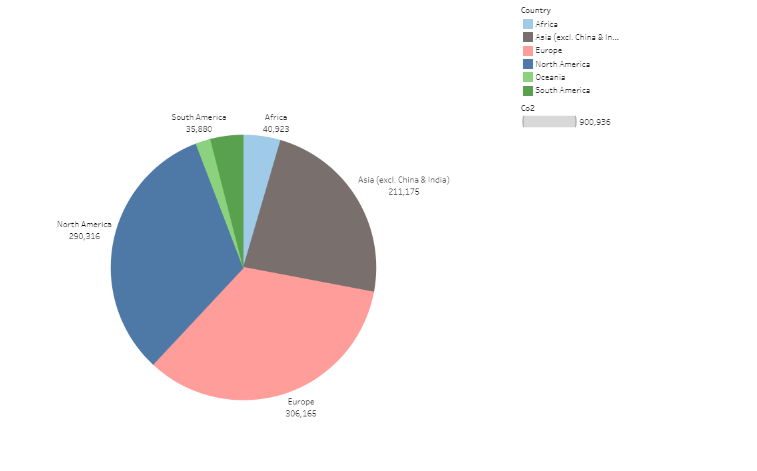 Country
Africa
Asia (excl. China & In...
Europe
North America
Oceania
South America
Co2
900,936
South America
35,880
Africa
40,923
Asia (excl. China & India)
211,175
North America
290,316
Europe
306,165